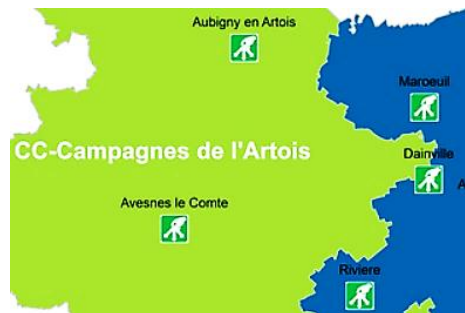 Aubigny en Artois
Maroeuil
CC-Campagnes de l'Artois
Dainville
A
Avesnes le Comte
Riviere